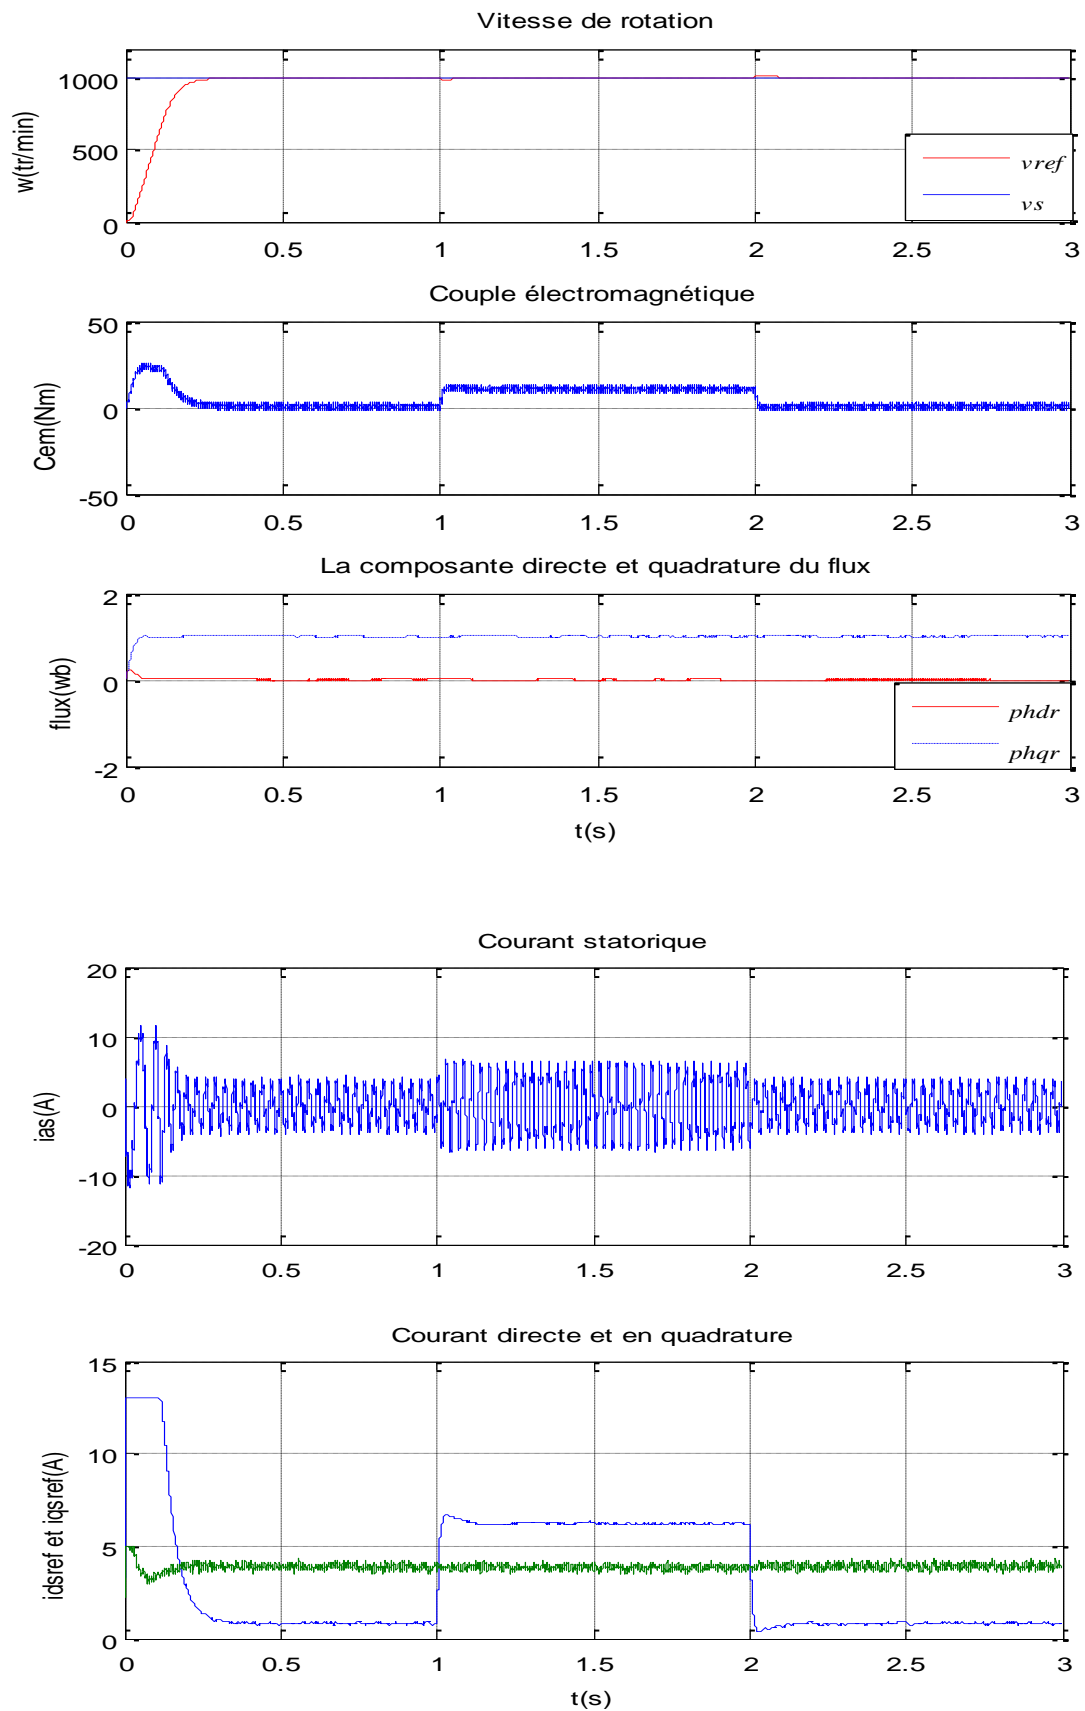 Vitesse de rotation
w(tr/min)
1000
500
0
vref
vs
0 0.5 1 1.5 2 2.5 3
Couple électromagnétique
Cem(Nm)
50
0
-50
0 0.5 1 1.5 2 2.5 3
La composante directe et quadrature du flux
flux(wb)
2
0
-2
phdr
phqr
0 0.5 1 1.5 2 2.5 3
t(s)
Courant statorique
ias(A)
20
10
0
-10
-20
0 0.5 1 1.5 2 2.5 3
Courant directe et en quadrature
idsref et iqsref(A)
15
10
5
0
0 0.5 1 1.5 2 2.5 3
t(s)